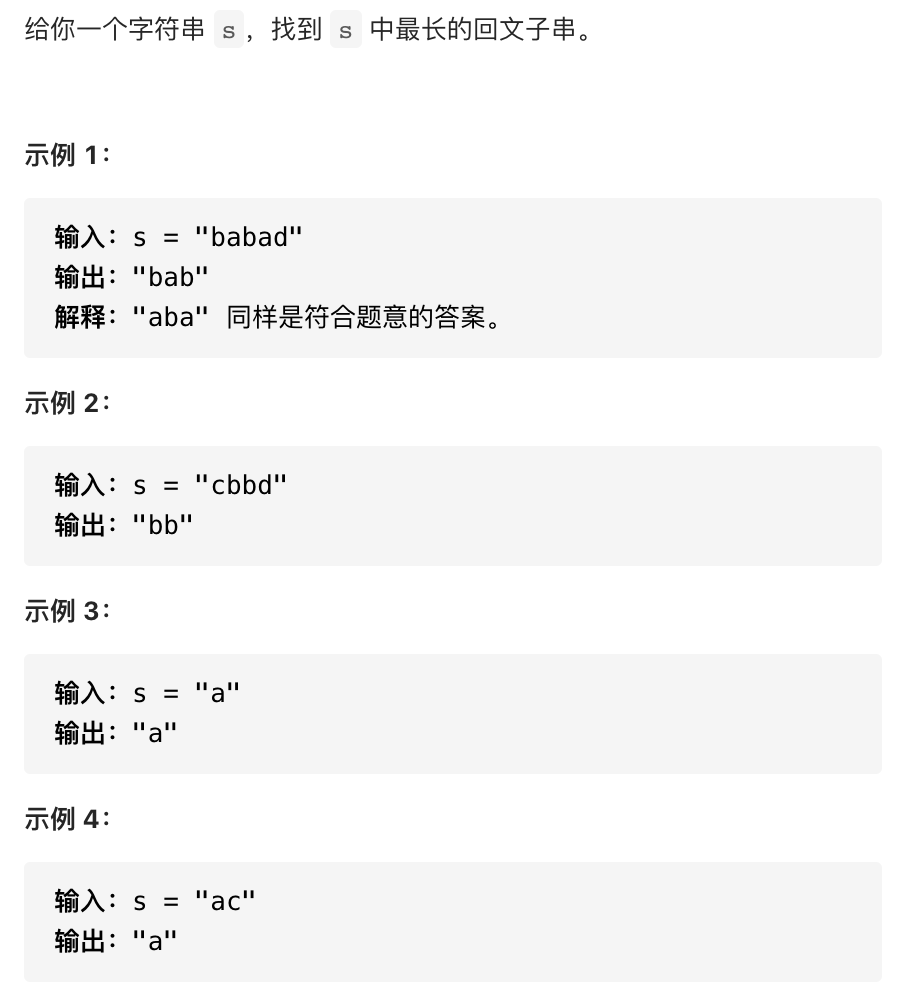 给你一个字符串 s，找到 s 中最长的回文子串。
示例 1：
输入：s = "babad"
输出："bab"
解释："aba" 同样是符合题意的答案。
示例 2：
输入：s = "cbbd"
输出："bb"
示例 3：
输入：s = "a"
输出："a"
示例 4：
输入：s = "ac"
输出："a"